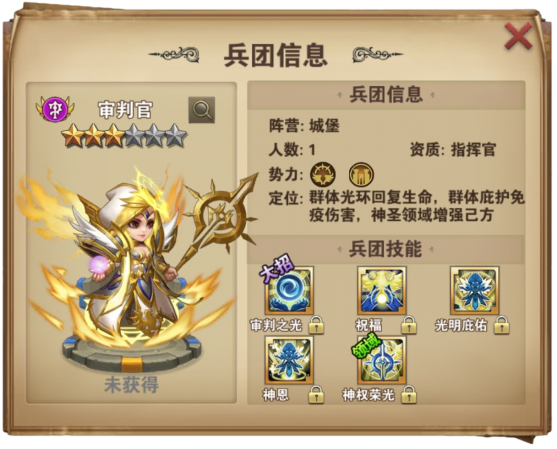 兵团信息
审判官
未获得
兵团信息
阵营: 城堡
人数: 1 资质: 指挥官
势力:
定位: 群体光环回复生命，群体庇护免
疫伤害，神圣领域增强己方
兵团技能
大招
审判之光 祝福 光明庇佑
领域
神恩 神权荣光